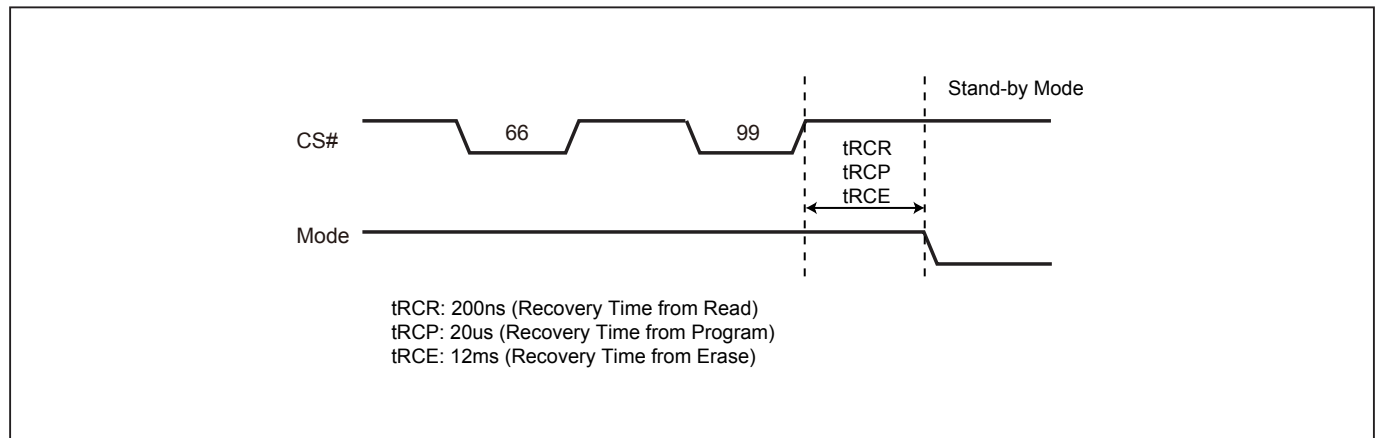 Stand-by Mode
CS#
66
99
tRCR
tRCP
tRCE
Mode
tRCR: 200ns (Recovery Time from Read)
tRCP: 20us (Recovery Time from Program)
tRCE: 12ms (Recovery Time from Erase)